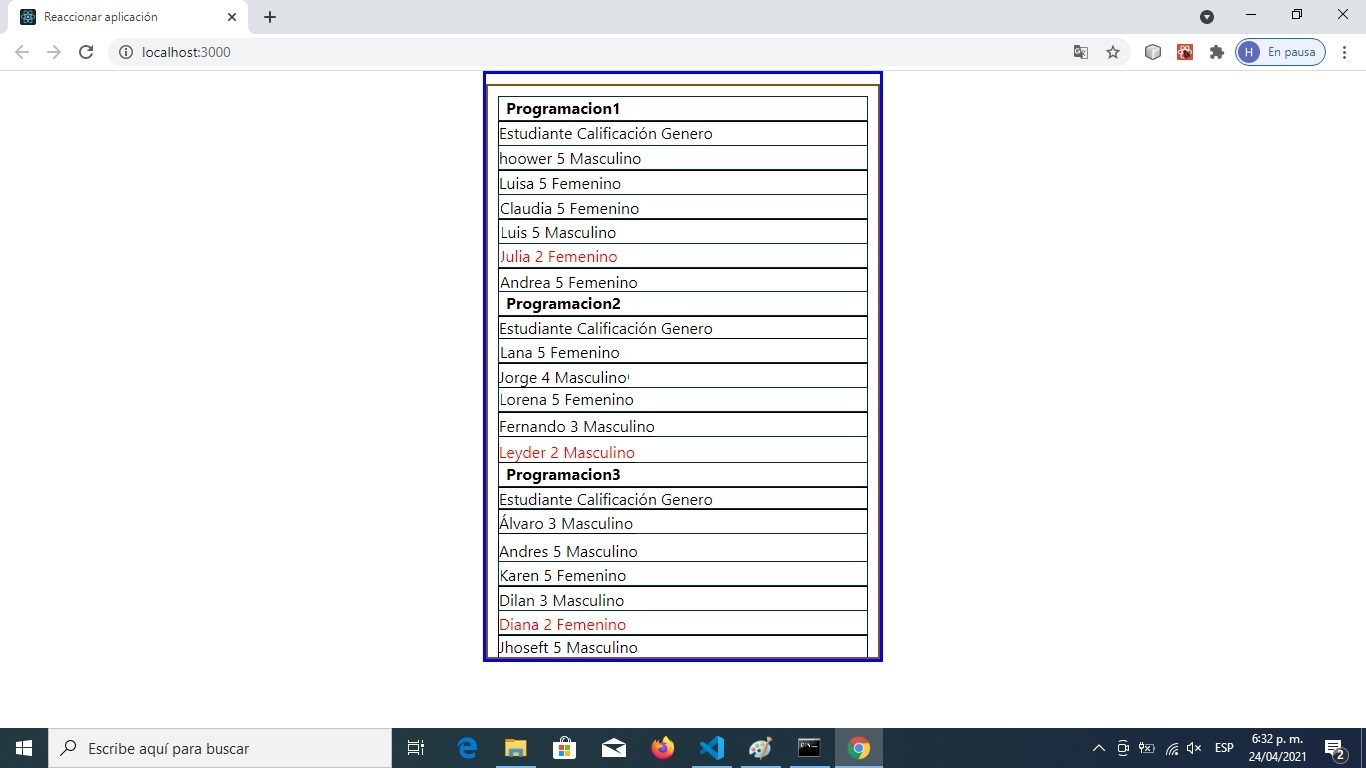 Reaccionar aplicación
localhost:3000
H En pausa
Programacion1
Estudiante Calificación Genero
hoower 5 Masculino
Luisa 5 Femenino
Claudia 5 Femenino
Luis 5 Masculino
Julia 2 Femenino
Andrea 5 Femenino
Programacion2
Estudiante Calificación Genero
Lana 5 Femenino
Jorge 4 Masculino
Lorena 5 Femenino
Fernando 3 Masculino
Leyder 2 Masculino
Programacion3
Estudiante Calificación Genero
Álvaro 3 Masculino
Andres 5 Masculino
Karen 5 Femenino
Dilan 3 Masculino
Diana 2 Femenino
Jhoseft 5 Masculino
Escribe aquí para buscar
ESP
6:32 p. m.
24/04/2021
2